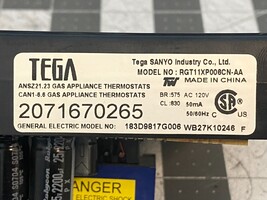 TEGA
Tega SANYO Industry Co., Ltd.
MODEL NO : RGT11XP006CN-AA
ANSZ21.23 GAS APPLIANCE THERMOSTATS
CAN1-6.6 GAS APPLIANCE THERMOSTATS
MADE IN CHINA
BR :575 AC 120V
CL :830 50mA
50/60Hz
2071670265
GENERAL ELECTRIC MODEL NO : 183D9817G006 WB27K10246 F
DANGER